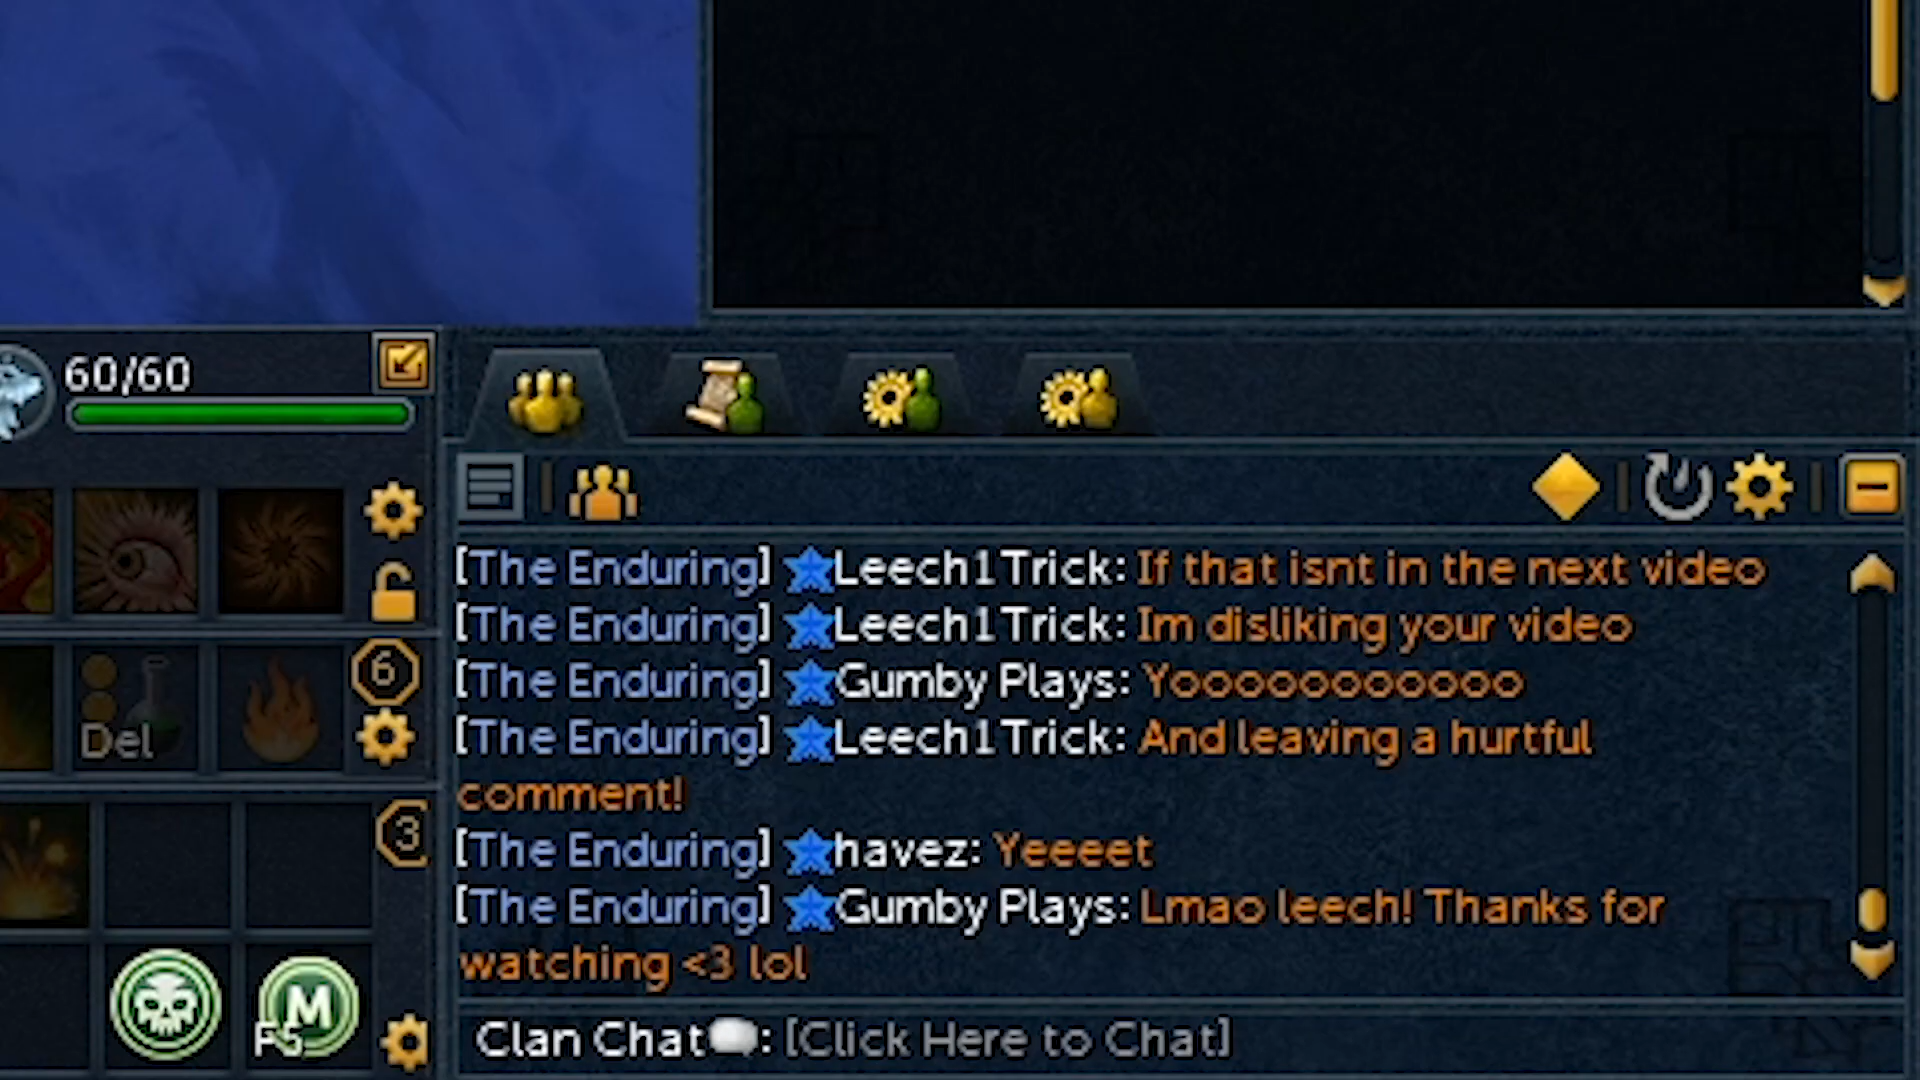 60/60
[The Enduring] Leech1Trick: If that isnt in the next video
[The Enduring] Leech1Trick: Im disliking your video
[The Enduring] Gumby Plays: Yooooooooooooo
[The Enduring] Leech1Trick: And leaving a hurtful
comment!
[The Enduring] havez: Yeeeet
[The Enduring] Gumby Plays: Lmao leech! Thanks for
watching <3 lol
Clan Chat: [Click Here to Chat]
6
Del
3
M
F5